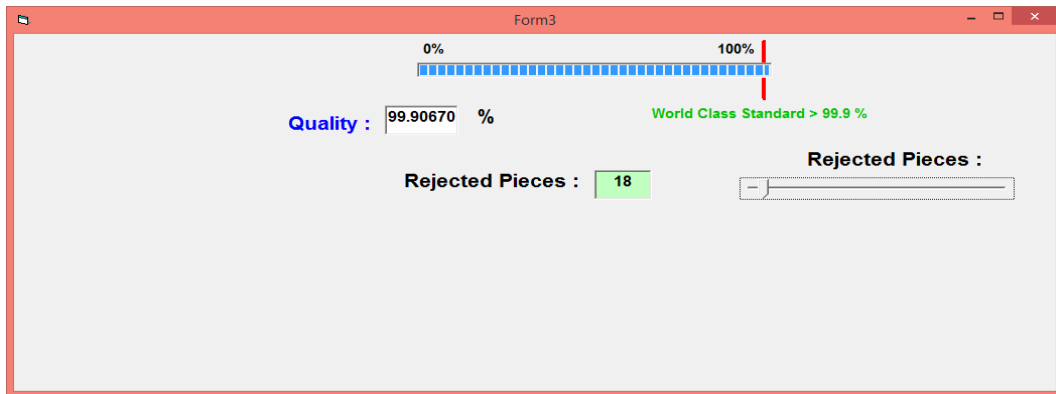 Form3
0% 100%
Quality : 99.90670 %
World Class Standard > 99.9 %
Rejected Pieces :
Rejected Pieces : 18